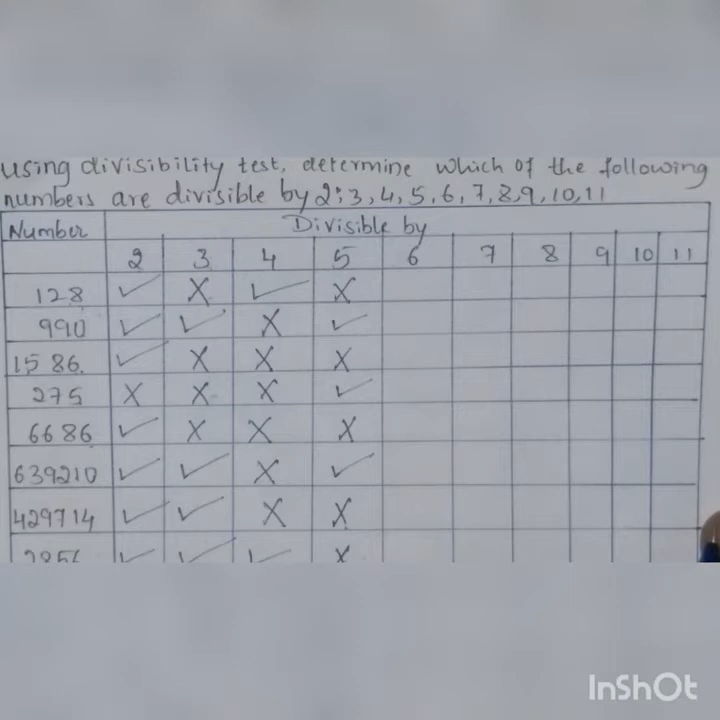 using divisibility test, determine which of the following
numbers are divisible by 2, 3, 4, 5, 6, 7, 8, 9, 10, 11
Number Divisible by
2 3 4 5 6 7 8 9 10 11
128 ✓ X ✓ X
990 ✓ ✓ X ✓
1586. ✓ X X X
275 X X X ✓
6686 ✓ X X X
639210 ✓ ✓ X ✓
429714 ✓ ✓ X X
✓ ✓ ✓ X
InShOt